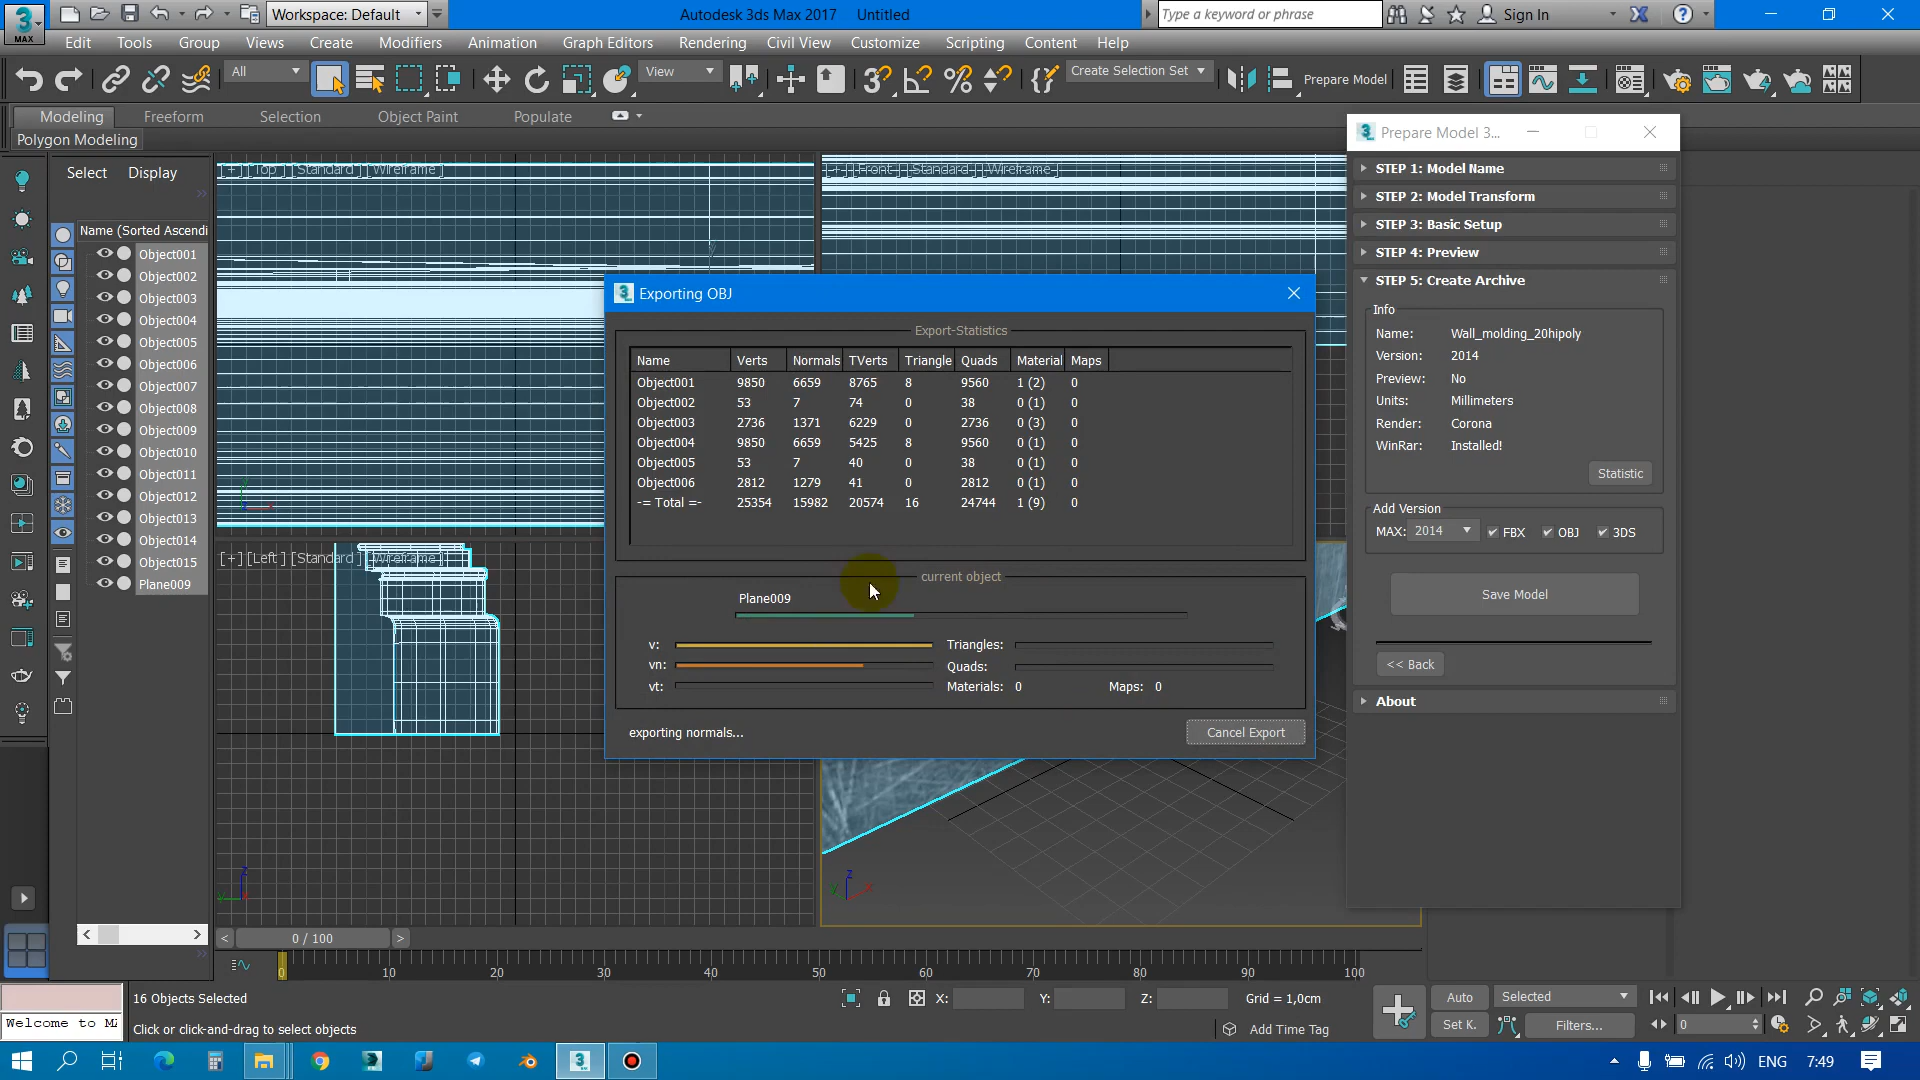 3
MAX
Workspace: Default
Autodesk 3ds Max 2017 Untitled
Type a keyword or phrase
Sign In
Edit Tools Group Views Create Modifiers Animation Graph Editors Rendering Civil View Customize Scripting Content Help
All
View
Create Selection Set
Prepare Model
Modeling Freeform Selection Object Paint Populate
Polygon Modeling
Select Display
Name (Sorted Ascendi
Object001
Object002
Object003
Object004
Object005
Object006
Object007
Object008
Object009
Object010
Object011
Object012
Object013
Object014
Object015
Plane009
[+][Top ] [Standard ] [Wireframe ]
[+][Front ] [Standard ] [Wireframe ]
[+] [Left ] [Standard ] [Wireframe ]
Exporting OBJ
Export-Statistics
Name Verts Normals TVerts Triangle Quads Material Maps
Object001 9850 6659 8765 8 9560 1 (2) 0
Object002 53 7 74 0 38 0 (1) 0
Object003 2736 1371 6229 0 2736 0 (3) 0
Object004 9850 6659 5425 8 9560 0 (1) 0
Object005 53 7 40 0 38 0 (1) 0
Object006 2812 1279 41 0 2812 0 (1) 0
-= Total =- 25354 15982 20574 16 24744 1 (9) 0
current object
Plane009
v: Triangles:
vn: Quads:
vt: Materials: 0 Maps: 0
exporting normals...
Cancel Export
Prepare Model 3...
STEP 1: Model Name
STEP 2: Model Transform
STEP 3: Basic Setup
STEP 4: Preview
STEP 5: Create Archive
Info
Name: Wall_molding_20hipoly
Version: 2014
Preview: No
Units: Millimeters
Render: Corona
WinRar: Installed!
Statistic
Add Version
MAX: 2014 FBX OBJ 3DS
Save Model
<< Back
About
z
y
x
z
y
x
< 0 / 100 >
0 10 20 30 40 50 60 70 80 90 100
16 Objects Selected
X: Y: Z: Grid = 1,0cm
Auto Selected
Welcome to M
Click or click-and-drag to select objects
Add Time Tag
Set K. Filters...
0
ENG 7:49